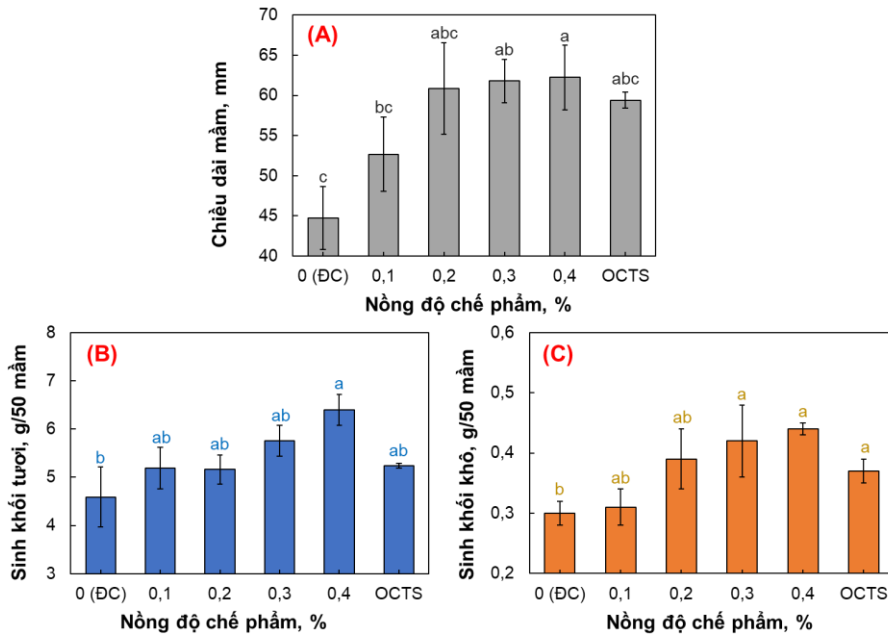 (A)
Chiều dài mầm, mm
70
65
60
55
50
45
40
c
bc
abc
ab
a
abc
0 (ĐC) 0,1 0,2 0,3 0,4 OCTS
Nồng độ chế phẩm, %
(B)
Sinh khối tươi, g/50 mầm
8
7
6
5
4
3
b
ab
ab
ab
a
ab
0 (ĐC) 0,1 0,2 0,3 0,4 OCTS
Nồng độ chế phẩm, %
(C)
Sinh khối khô, g/50 mầm
0,6
0,5
0,4
0,3
0,2
b
ab
ab
a
a
a
0 (ĐC) 0,1 0,2 0,3 0,4 OCTS
Nồng độ chế phẩm, %